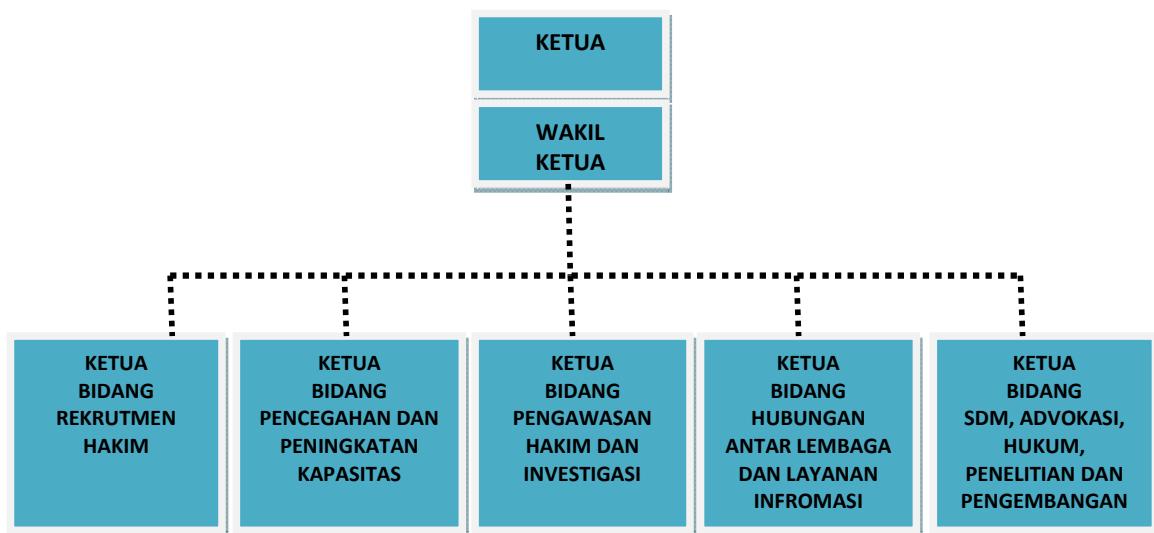 KETUA
WAKIL
KETUA
KETUA
BIDANG
REKRUTMEN
HAKIM
KETUA
BIDANG
PENCEGAHAN DAN
PENINGKATAN
KAPASITAS
KETUA
BIDANG
PENGAWASAN
HAKIM DAN
INVESTIGASI
KETUA
BIDANG
HUBUNGAN
ANTAR LEMBAGA
DAN LAYANAN
INFROMASI
KETUA
BIDANG
SDM, ADVOKASI,
HUKUM,
PENELITIAN DAN
PENGEMBANGAN